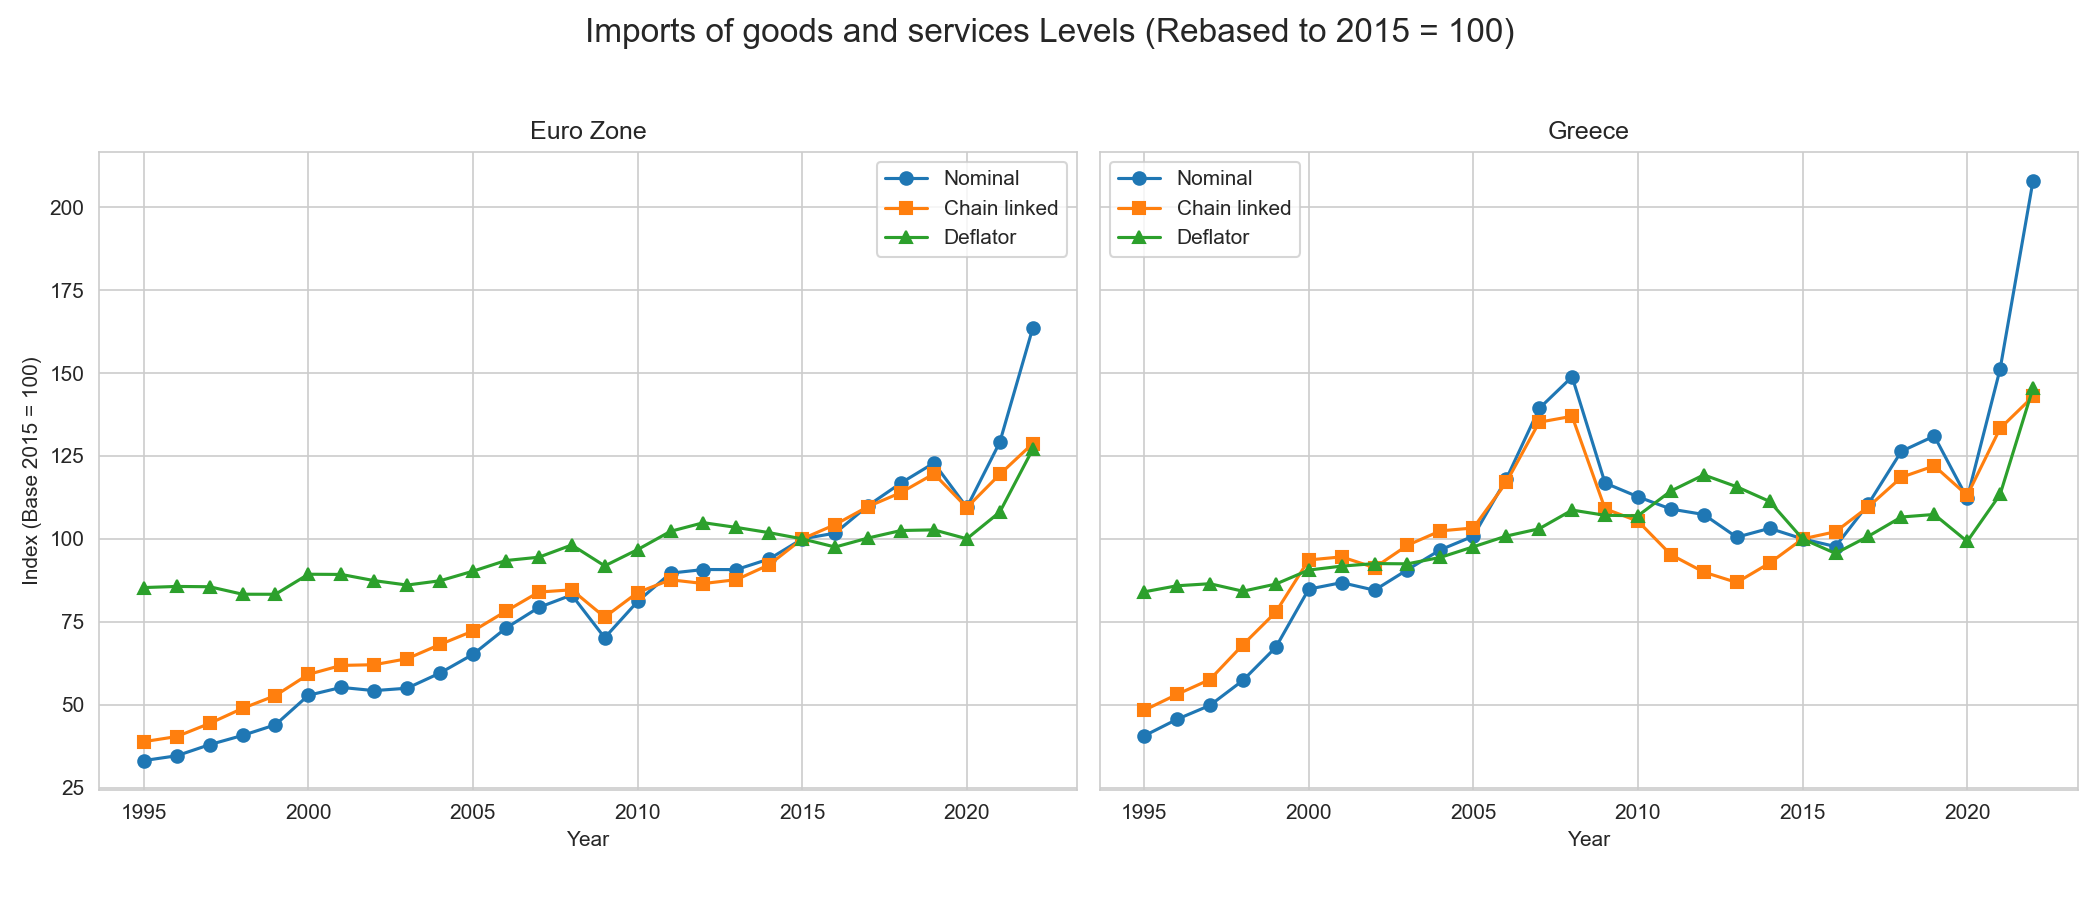 Imports of goods and services Levels (Rebased to 2015 = 100)
Euro Zone
Nominal
Chain linked
Deflator
Index (Base 2015 = 100)
200
175
150
125
100
75
50
25
1995 2000 2005 2010 2015 2020
Year
Greece
Nominal
Chain linked
Deflator
1995 2000 2005 2010 2015 2020
Year